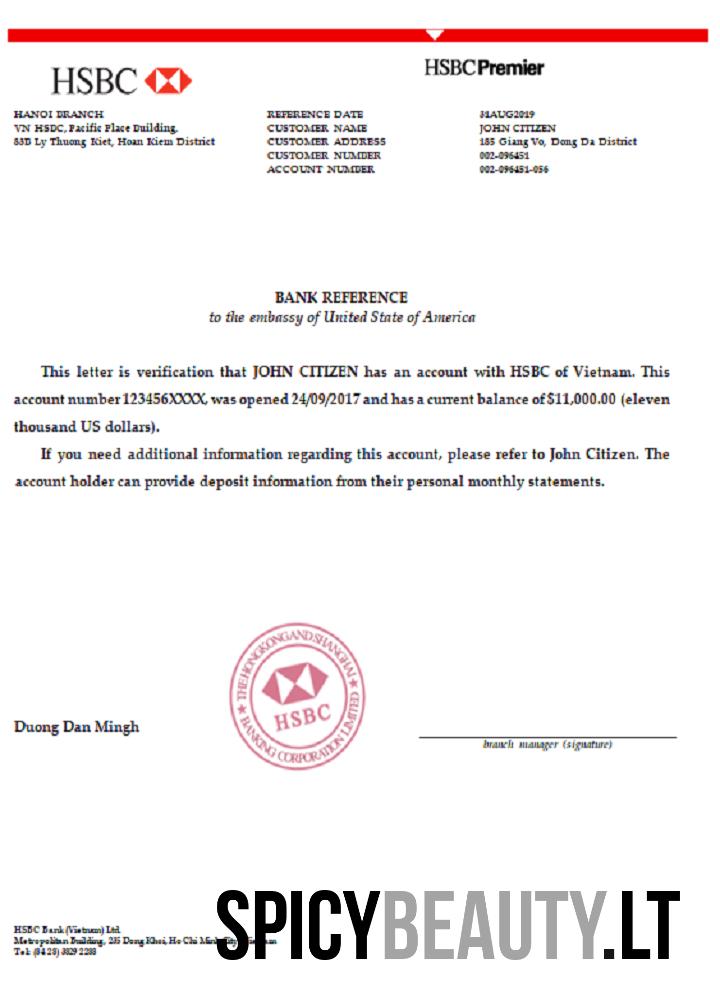 HSBC
HSBC Premier
HANOI BRANCH
VN HSDC, Pacific Place Building,
83B Ly Thuong Kiet, Hoan Kiem District
REFERENCE DATE
CUSTOMER NAME
CUSTOMER ADDRESS
CUSTOMER NUMBER
ACCOUNT NUMBER
31AUG2019
JOHN CITIZEN
185 Giang Vo, Dong Da District
002-096451
002-096451-056
BANK REFERENCE
to the embassy of United State of America
This letter is verification that JOHN CITIZEN has an account with HSBC of Vietnam. This
account number 123456XXXX, was opened 24/09/2017 and has a current balance of $11,000.00 (eleven
thousand US dollars).
If you need additional information regarding this account, please refer to John Citizen. The
account holder can provide deposit information from their personal monthly statements.
THE HONGKONG AND SHANGHAI
HSBC
BANKING CORPORATION LIMITED
Duong Dan Mingh
branch manager (signature)
HSBC Bank (Vietnam) Ltd.
Metropolitan Building, 235 Dong Khoi, Ho Chi Minh City
Tel: (84 28) 3829 2288
SPICYBEAUTY.LT